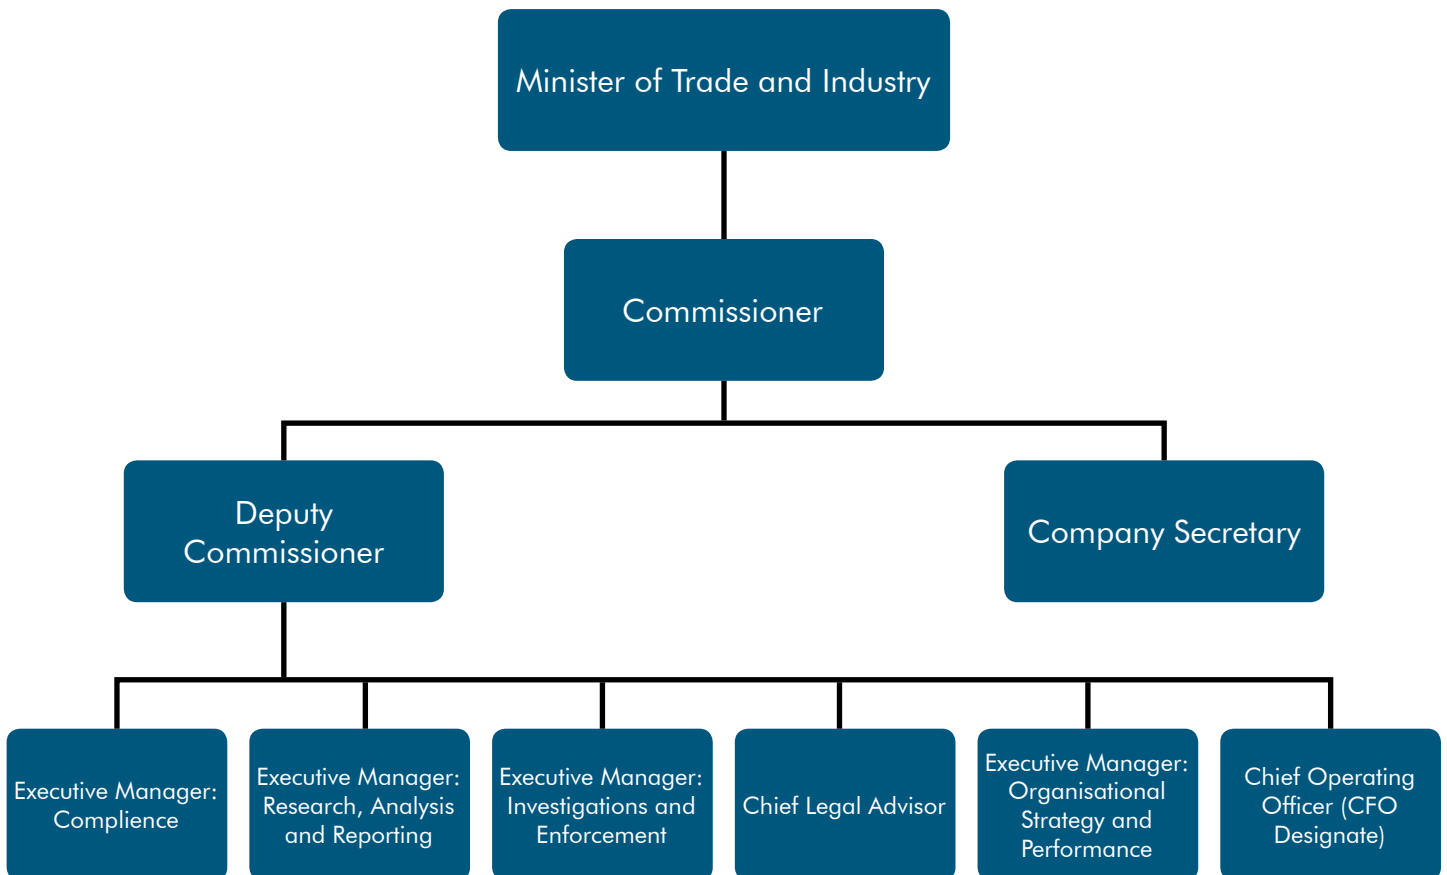 Minister of Trade and Industry
Commissioner
Deputy
Commissioner
Company Secretary
Executive Manager:
Complience
Executive Manager:
Research, Analysis
and Reporting
Executive Manager:
Investigations and
Enforcement
Chief Legal Advisor
Executive Manager:
Organisational
Strategy and
Performance
Chief Operating
Officer (CFO
Designate)